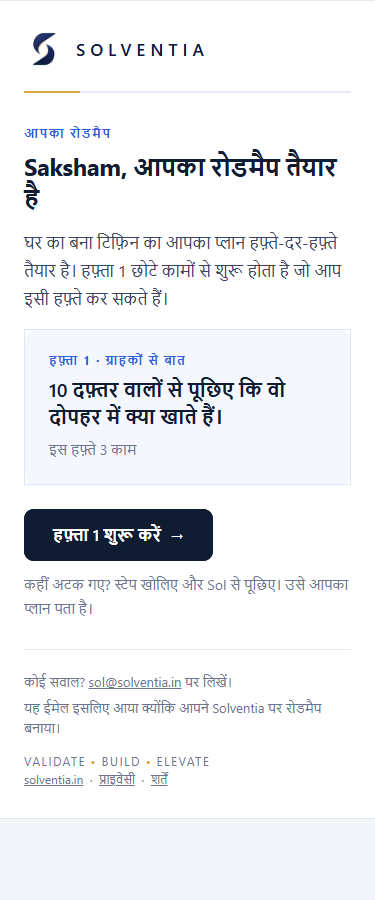 SOLVENTIA
आपका रोडमैप
Saksham, आपका रोडमैप तैयार
है
घर का बना टिफ़िन का आपका प्लान हफ़्ते-दर-हफ़्ते
तैयार है। हफ़्ता 1 छोटे कामों से शुरू होता है जो आप
इसी हफ़्ते कर सकते हैं।
हफ़्ता 1 · ग्राहकों से बात
10 दफ़्तर वालों से पूछिए कि वो
दोपहर में क्या खाते हैं।
इस हफ़्ते 3 काम
हफ़्ता 1 शुरू करें →
कहीं अटक गए? स्टेप खोलिए और Sol से पूछिए। उसे आपका
प्लान पता है।
कोई सवाल? sol@solventia.in पर लिखें।
यह ईमेल इसलिए आया क्योंकि आपने Solventia पर रोडमैप
बनाया।
VALIDATE • BUILD • ELEVATE
solventia.in · प्राइवेसी · शर्तें